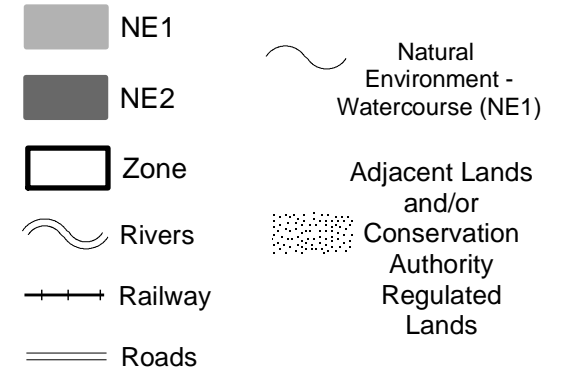 NE1
NE2
Zone
Rivers
Railway
Roads
Natural
Environment -
Watercourse (NE1)
Adjacent Lands
and/or
Conservation
Authority
Regulated
Lands